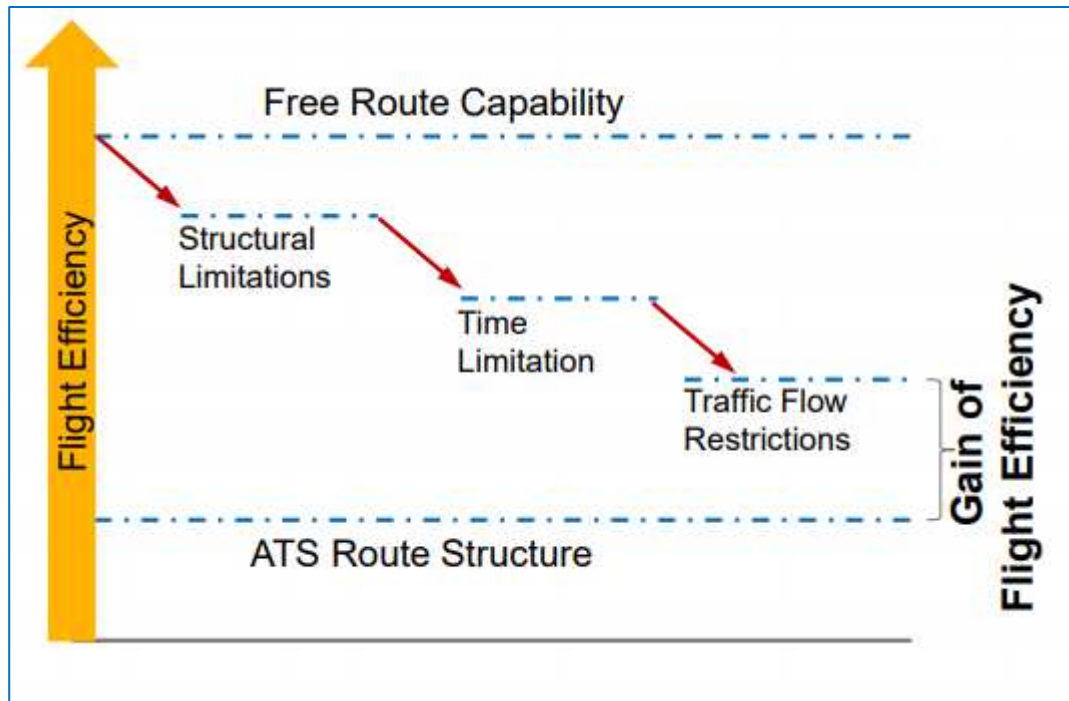 Free Route Capability
Structural
Limitations
Time
Limitation
Traffic Flow
Restrictions
ATS Route Structure
Flight Efficiency
Gain of
Flight Efficiency